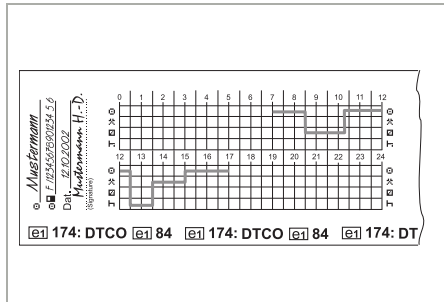 Mustermann
F /12345678901234 5 6
Dat. 12.10.2002
Mustermann H.-D.
(Signature)
0 1 2 3 4 5 6 7 8 9 10 11 12
12 13 14 15 16 17 18 19 20 21 22 23 24
e1 174: DTCO e1 84 e1 174: DTCO e1 84 e1 174: DT